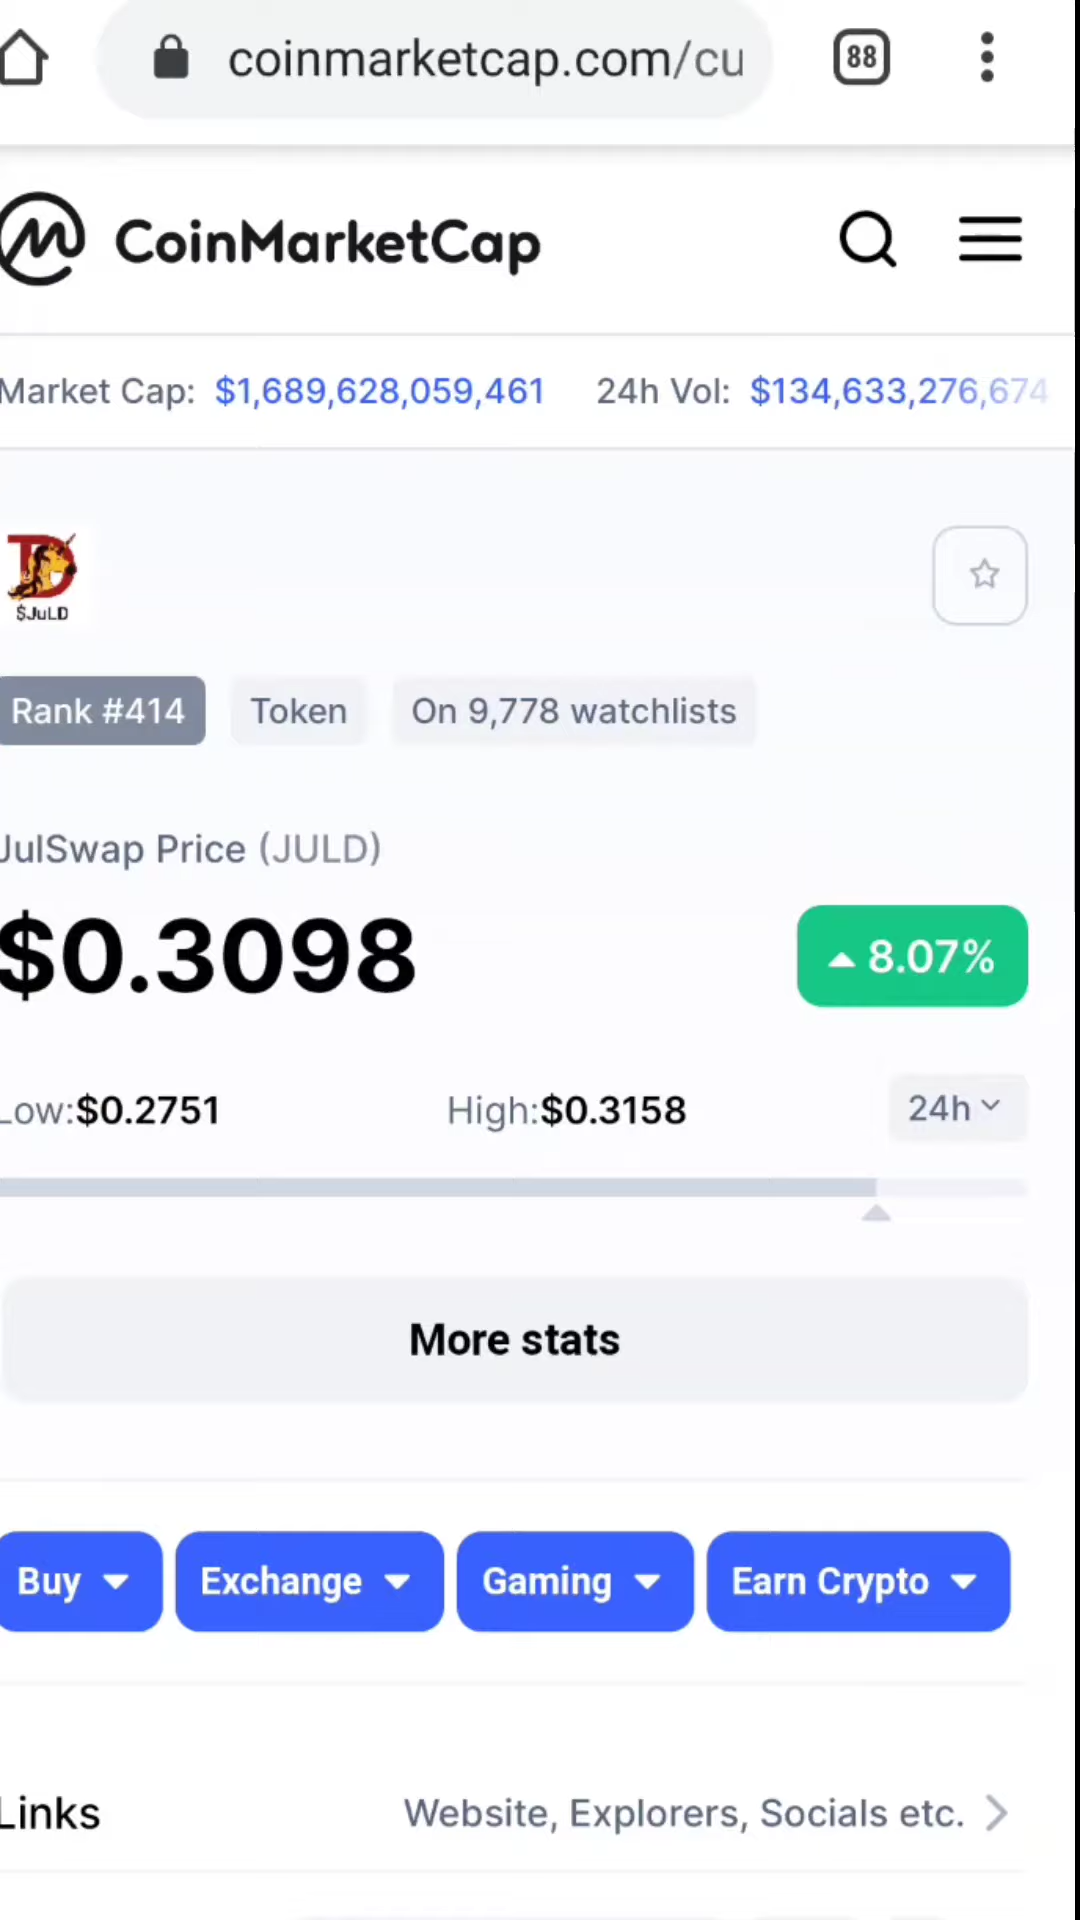 coinmarketcap.com/cu
88
CoinMarketCap
Market Cap: $1,689,628,059,461 24h Vol: $134,633,276,674
$JuLD
Rank #414 Token On 9,778 watchlists
JulSwap Price (JULD)
$0.3098 8.07%
Low:$0.2751 High:$0.3158 24h
More stats
Buy Exchange Gaming Earn Crypto
Links Website, Explorers, Socials etc.